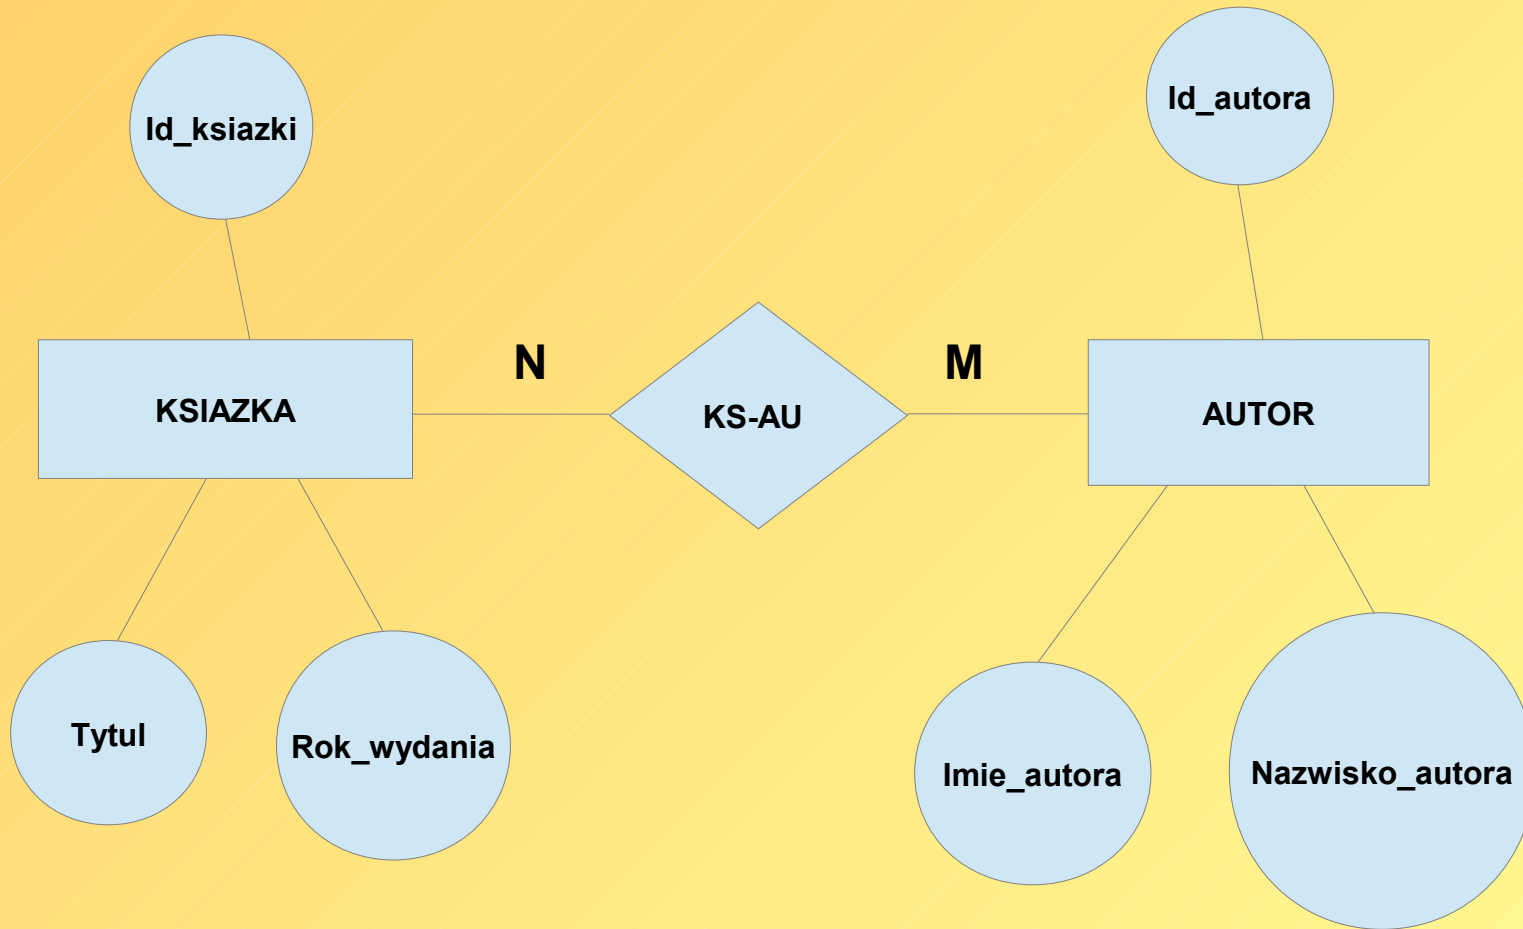 Id_ksiazki
Id_autora
N
M
KSIAZKA
KS-AU
AUTOR
Tytul
Rok_wydania
Imie_autora
Nazwisko_autora